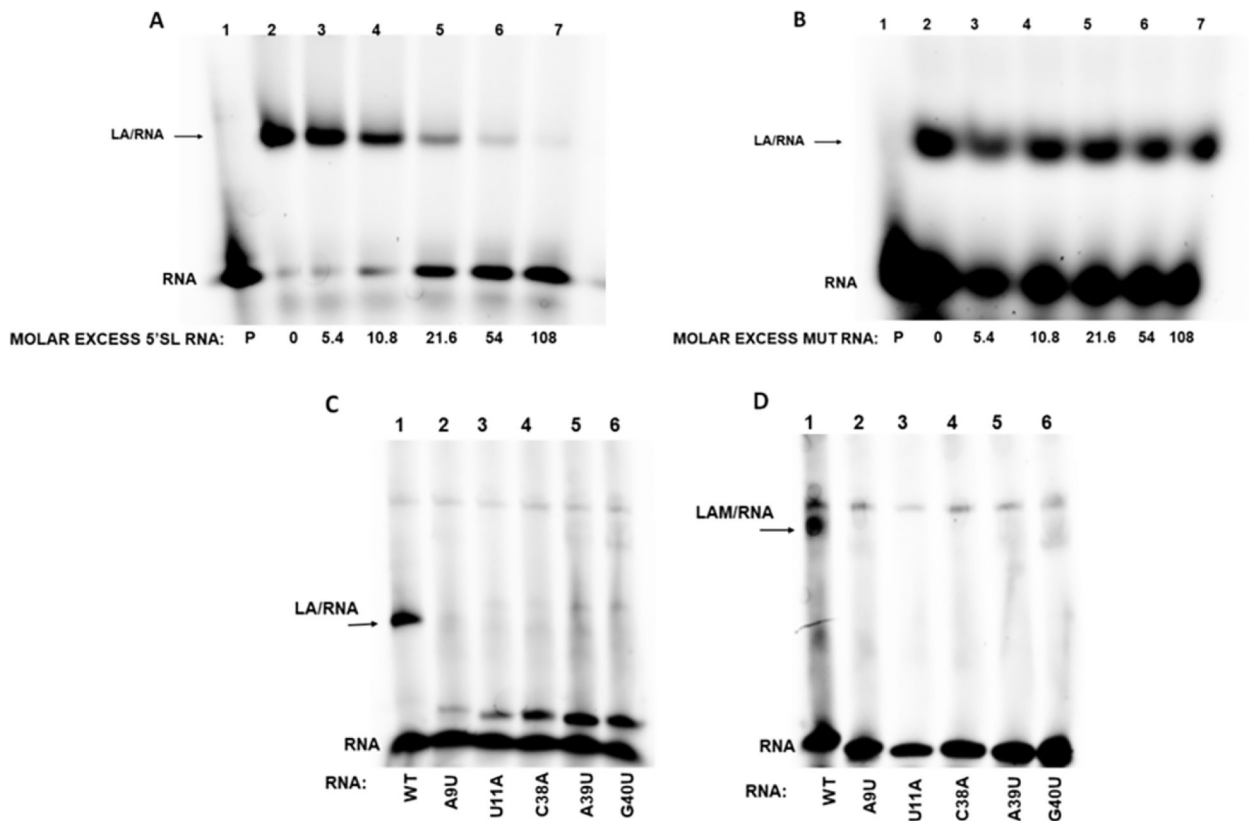 A
1 2 3 4 5 6 7
LA/RNA
RNA
MOLAR EXCESS 5'SL RNA: P 0 5.4 10.8 21.6 54 108
B
1 2 3 4 5 6 7
LA/RNA
RNA
MOLAR EXCESS MUT RNA: P 0 5.4 10.8 21.6 54 108
C
1 2 3 4 5 6
LA/RNA
RNA
RNA: WT A9U U11A C38A A39U G40U
D
1 2 3 4 5 6
LAM/RNA
RNA
RNA: WT A9U U11A C38A A39U G40U